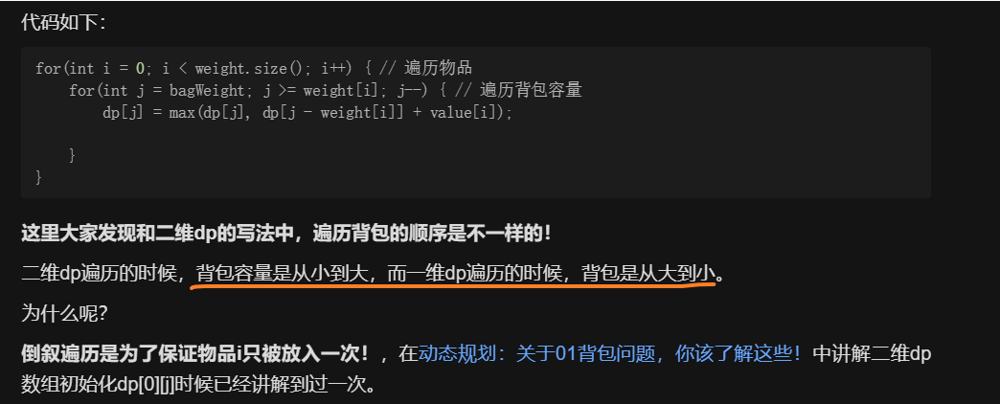 代码如下：
for(int i = 0; i < weight.size(); i++) { // 遍历物品
    for(int j = bagWeight; j >= weight[i]; j--) { // 遍历背包容量
        dp[j] = max(dp[j], dp[j - weight[i]] + value[i]);
    }
}
这里大家发现和二维dp的写法中，遍历背包的顺序是不一样的！
二维dp遍历的时候，背包容量是从小到大，而一维dp遍历的时候，背包是从大到小。
为什么呢？
倒叙遍历是为了保证物品i只被放入一次！，在动态规划：关于01背包问题，你该了解这些！中讲解二维dp
数组初始化dp[0][j]时候已经讲解到过一次。